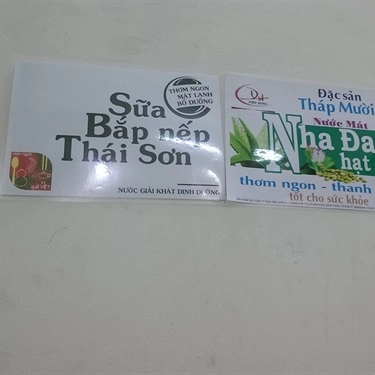 THƠM NGON
MÁT LẠNH
BỔ DƯỠNG
Sữa
Bắp nếp
Thái Sơn
NƯỚC GIẢI KHÁT DINH DƯỠNG
Đặc sản
Tháp Mười
Nước Mát
Nha Đa
hạt
thơm ngon - thanh
tốt cho sức khỏe